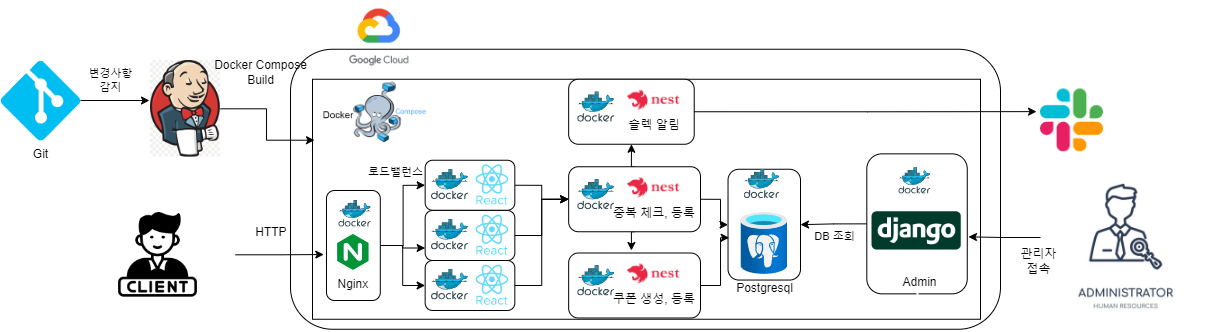 Google Cloud
변경사항
감지
Git
Docker Compose
Build
Docker
Compose
docker
nest
슬렉 알림
로드밸런스
docker
React
docker
React
docker
React
docker
nest
중복 체크, 등록
docker
nest
쿠폰 생성, 등록
HTTP
CLIENT
docker
Nginx
docker
Postgresql
DB 조회
docker
django
Admin
관리자
접속
ADMINISTRATOR
HUMAN RESOURCES